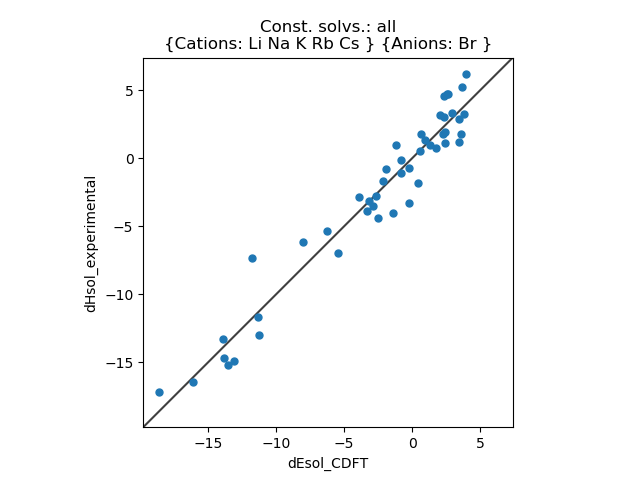 Const. solvs.: all
{Cations: Li Na K Rb Cs } {Anions: Br }
5
0
−5
−10
−15
dHsol_experimental
−15
−10
−5
0
5
dEsol_CDFT